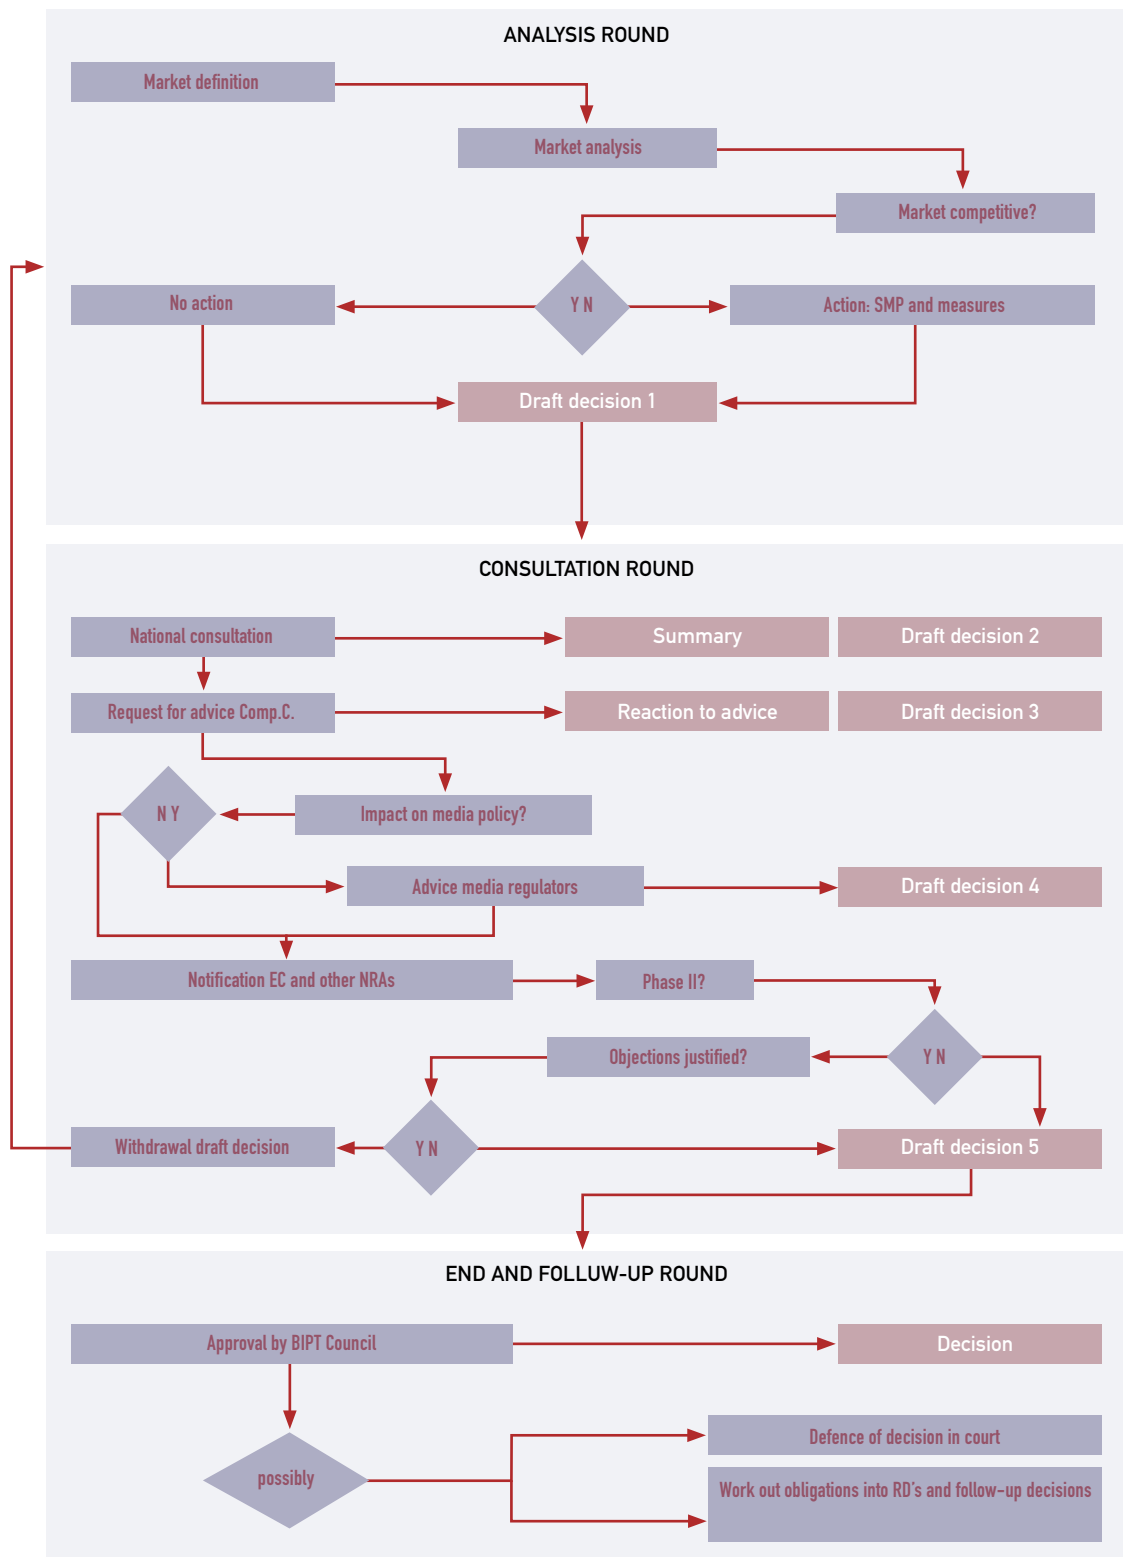 ANALYSIS ROUND
Market definition
Market analysis
Market competitive?
No action
Y N
Action: SMP and measures
Draft decision 1
CONSULTATION ROUND
National consultation
Summary
Draft decision 2
Request for advice Comp.C.
Reaction to advice
Draft decision 3
N Y
Impact on media policy?
Advice media regulators
Draft decision 4
Notification EC and other NRAs
Phase II?
Objections justified?
Y N
Withdrawal draft decision
Y N
Draft decision 5
END AND FOLLUW-UP ROUND
Approval by BIPT Council
Decision
Defence of decision in court
possibly
Work out obligations into RD's and follow-up decisions